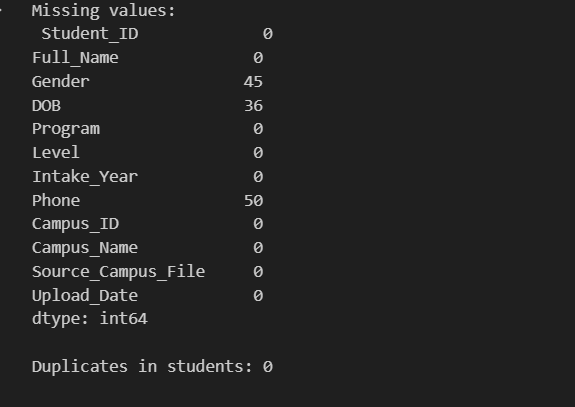 Missing values:
Student_ID 0
Full_Name 0
Gender 45
DOB 36
Program 0
Level 0
Intake_Year 0
Phone 50
Campus_ID 0
Campus_Name 0
Source_Campus_File 0
Upload_Date 0
dtype: int64
Duplicates in students: 0